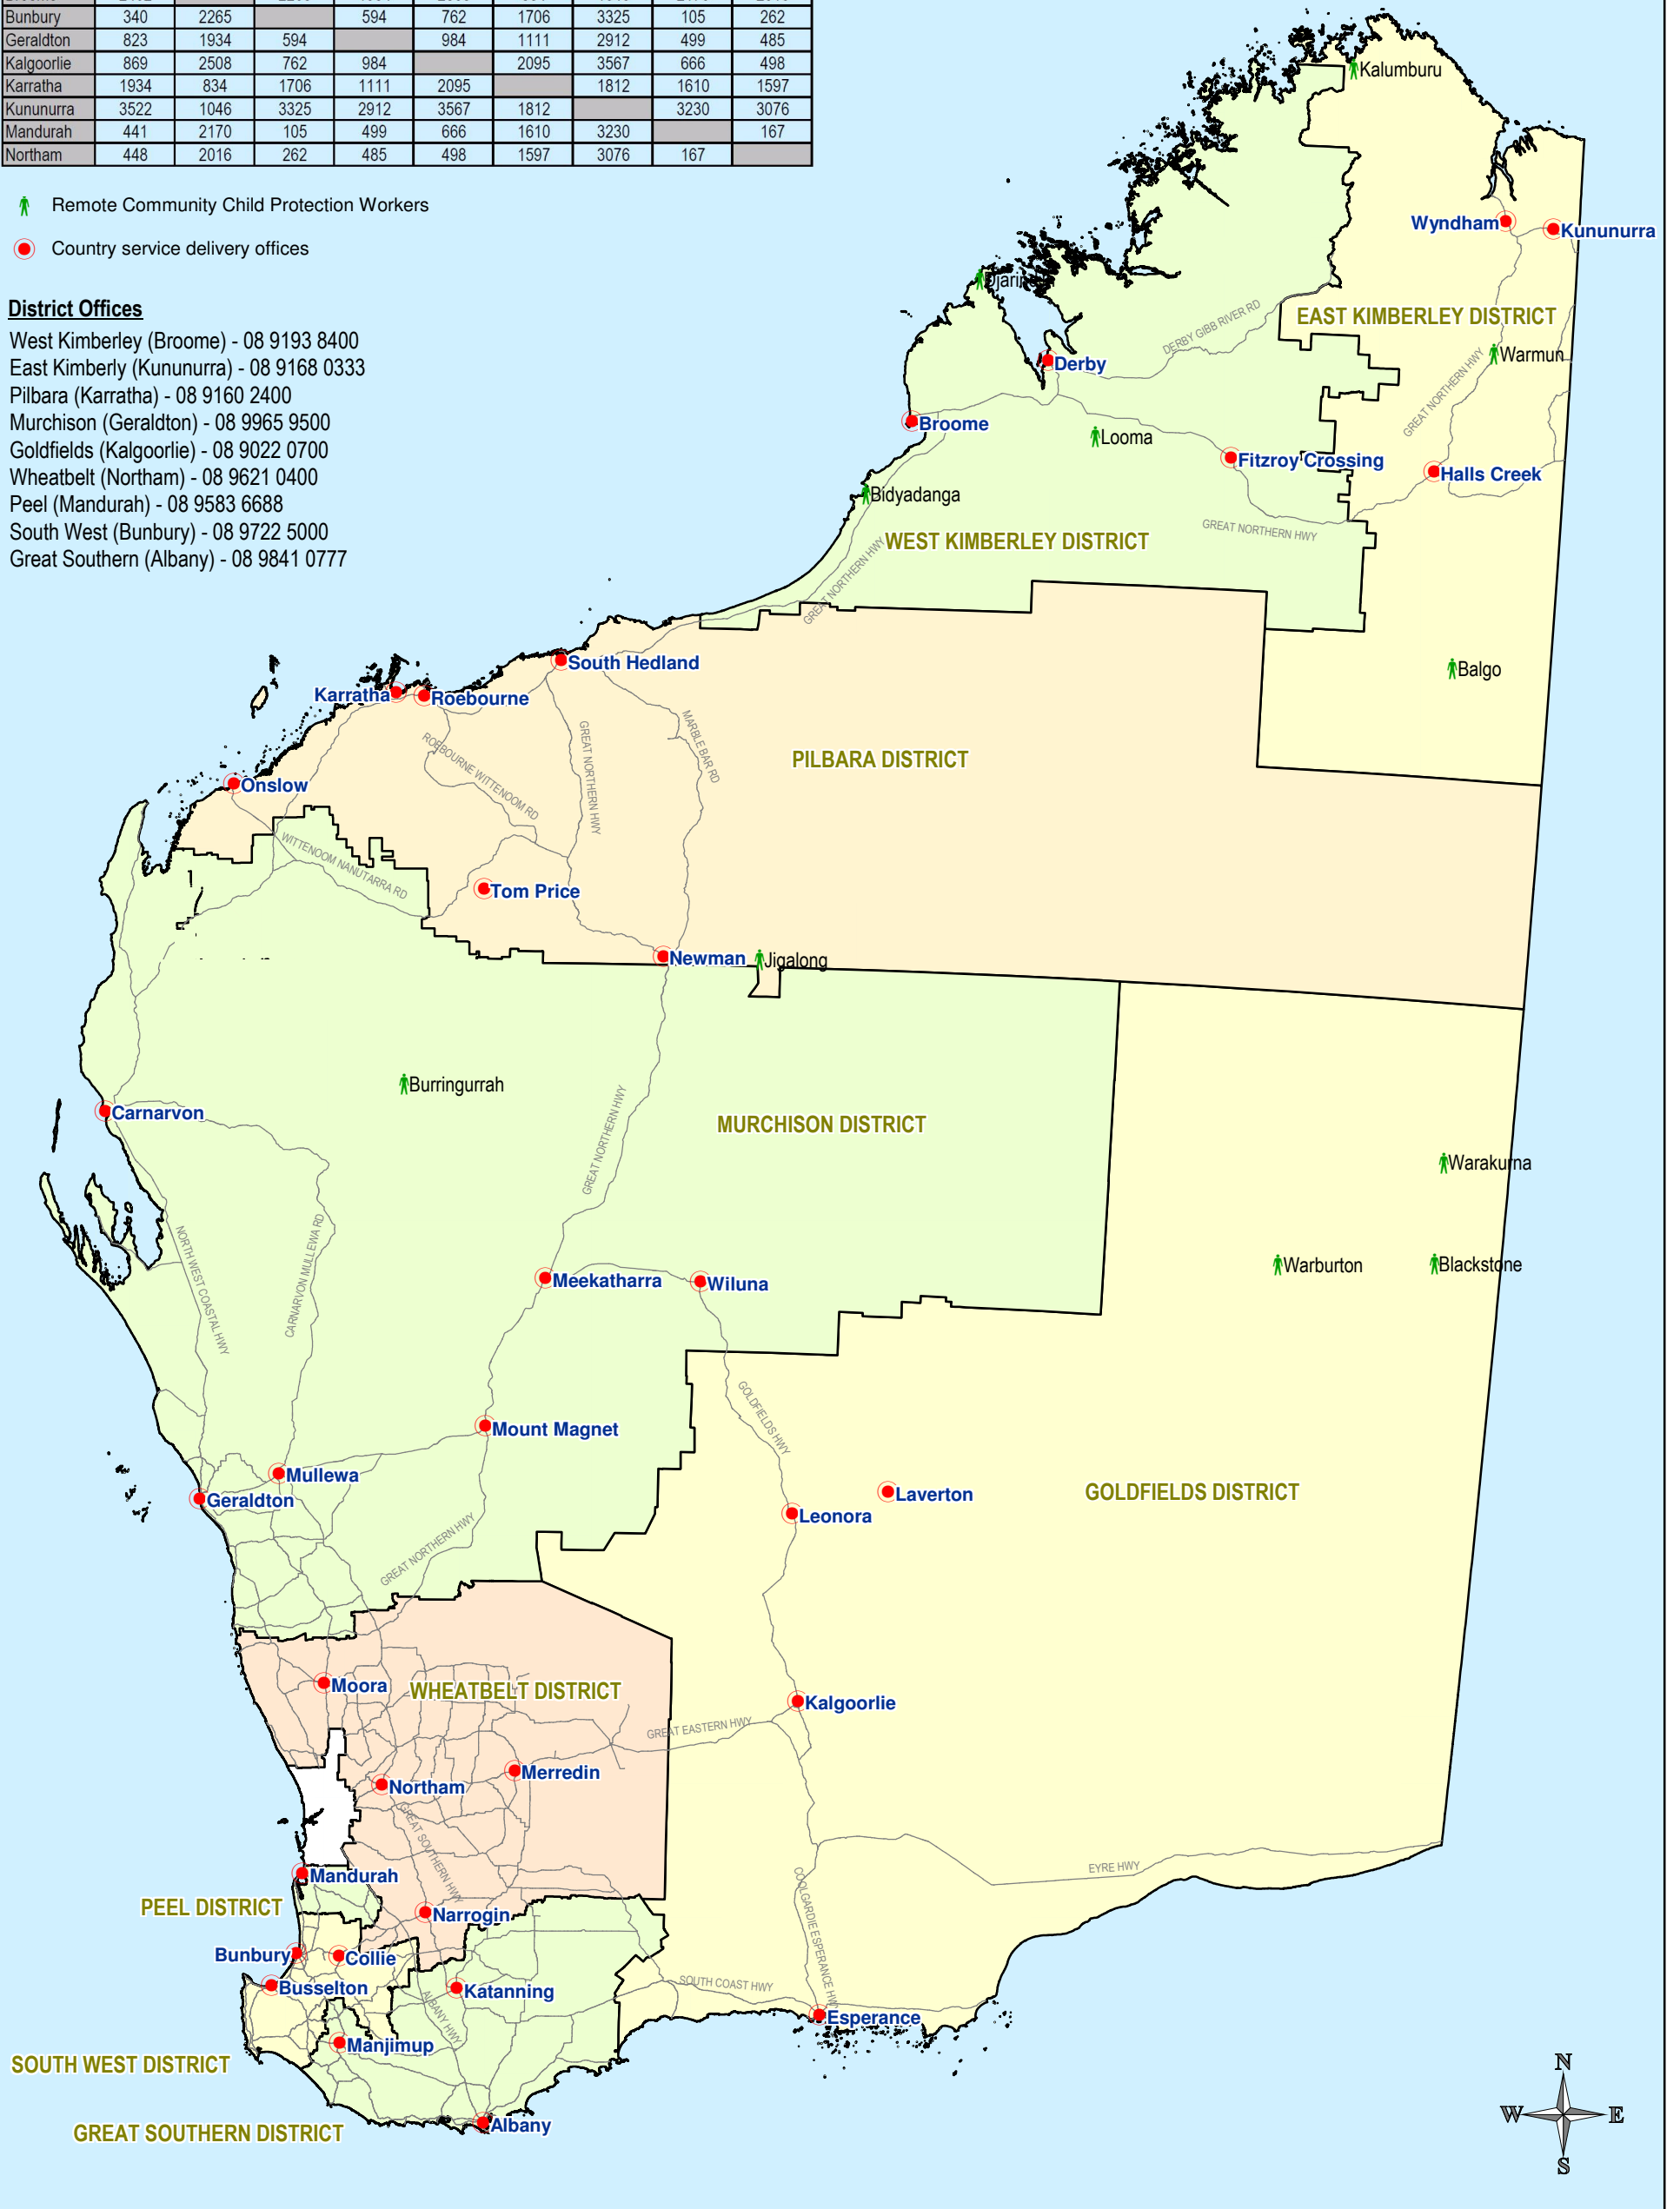 Bunbury 340 2265 594 762 1706 3325 105 262
Geraldton 823 1934 594 984 1111 2912 499 485
Kalgoorlie 869 2508 762 984 2095 3567 666 498
Karratha 1934 834 1706 1111 2095 1812 1610 1597
Kununurra 3522 1046 3325 2912 3567 1812 3230 3076
Mandurah 441 2170 105 499 666 1610 3230 167
Northam 448 2016 262 485 498 1597 3076 167
Remote Community Child Protection Workers
Country service delivery offices
District Offices
West Kimberley (Broome) - 08 9193 8400
East Kimberly (Kununurra) - 08 9168 0333
Pilbara (Karratha) - 08 9160 2400
Murchison (Geraldton) - 08 9965 9500
Goldfields (Kalgoorlie) - 08 9022 0700
Wheatbelt (Northam) - 08 9621 0400
Peel (Mandurah) - 08 9583 6688
South West (Bunbury) - 08 9722 5000
Great Southern (Albany) - 08 9841 0777
Kalumburu
Wyndham
Kununurra
EAST KIMBERLEY DISTRICT
DERBY GIBB RIVER RD
Warmun
Derby
GREAT NORTHERN HWY
Broome
Looma
Fitzroy Crossing
Halls Creek
Bidyadanga
GREAT NORTHERN HWY
WEST KIMBERLEY DISTRICT
GREAT NORTHERN HWY
South Hedland
Balgo
Karratha
Roebourne
MARBLE BAR RD
GREAT NORTHERN HWY
ROEBOURNE WITTENOOM RD
PILBARA DISTRICT
Onslow
WITTENOOM NANUTARRA RD
Tom Price
Newman
Jigalong
Burringurrah
Carnarvon
MURCHISON DISTRICT
GREAT NORTHERN HWY
Warakurna
NORTH WEST COASTAL HWY
CARNARVON MULLEWA RD
Warburton
Blackstone
Meekatharra
Wiluna
GOLDFIELDS HWY
Mount Magnet
Mullewa
Geraldton
GOLDFIELDS DISTRICT
Laverton
Leonora
GREAT NORTHERN HWY
Moora
WHEATBELT DISTRICT
Kalgoorlie
GREAT EASTERN HWY
Merredin
Northam
GREAT SOUTHERN HWY
Mandurah
EYRE HWY
COOLGARDIE ESPERANCE HWY
PEEL DISTRICT
Narrogin
Bunbury
Collie
Busselton
Katanning
SOUTH COAST HWY
ALBANY HWY
Esperance
Manjimup
SOUTH WEST DISTRICT
Albany
GREAT SOUTHERN DISTRICT
N
W
E
S